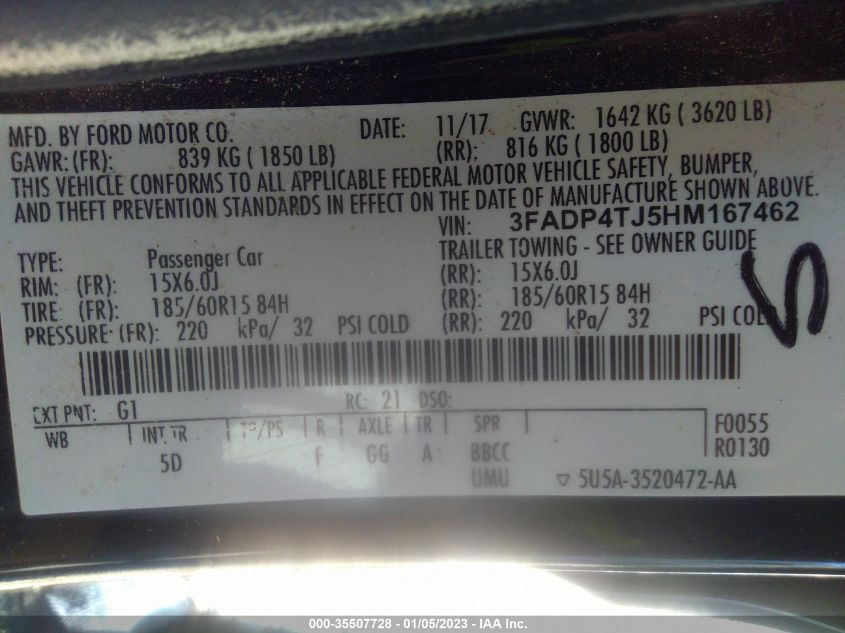 MFD. BY FORD MOTOR CO. DATE: 11/17 GVWR: 1642 KG ( 3620 LB)
GAWR: (FR): 839 KG ( 1850 LB) (RR): 816 KG ( 1800 LB)
THIS VEHICLE CONFORMS TO ALL APPLICABLE FEDERAL MOTOR VEHICLE SAFETY, BUMPER,
AND THEFT PREVENTION STANDARDS IN EFFECT ON THE DATE OF MANUFACTURE SHOWN ABOVE.
VIN: 3FADP4TJ5HM167462
TYPE: Passenger Car TRAILER TOWING - SEE OWNER GUIDE
RIM: (FR): 15X6.0J (RR): 15X6.0J
TIRE (FR): 185/60R15 84H (RR): 185/60R15 84H
PRESSURE (FR): 220 kPa/ 32 PSI COLD (RR): 220 kPa/ 32 PSI COLD
5
EXT PNT: G1 RC: 21 DSO:
WB INT TR TP/PS R AXLE TR SPR F0055
5D F GG A BBCC R0130
UMU ▽ 5U5A-3520472-AA
000-35507728 - 01/05/2023 - IAA Inc.